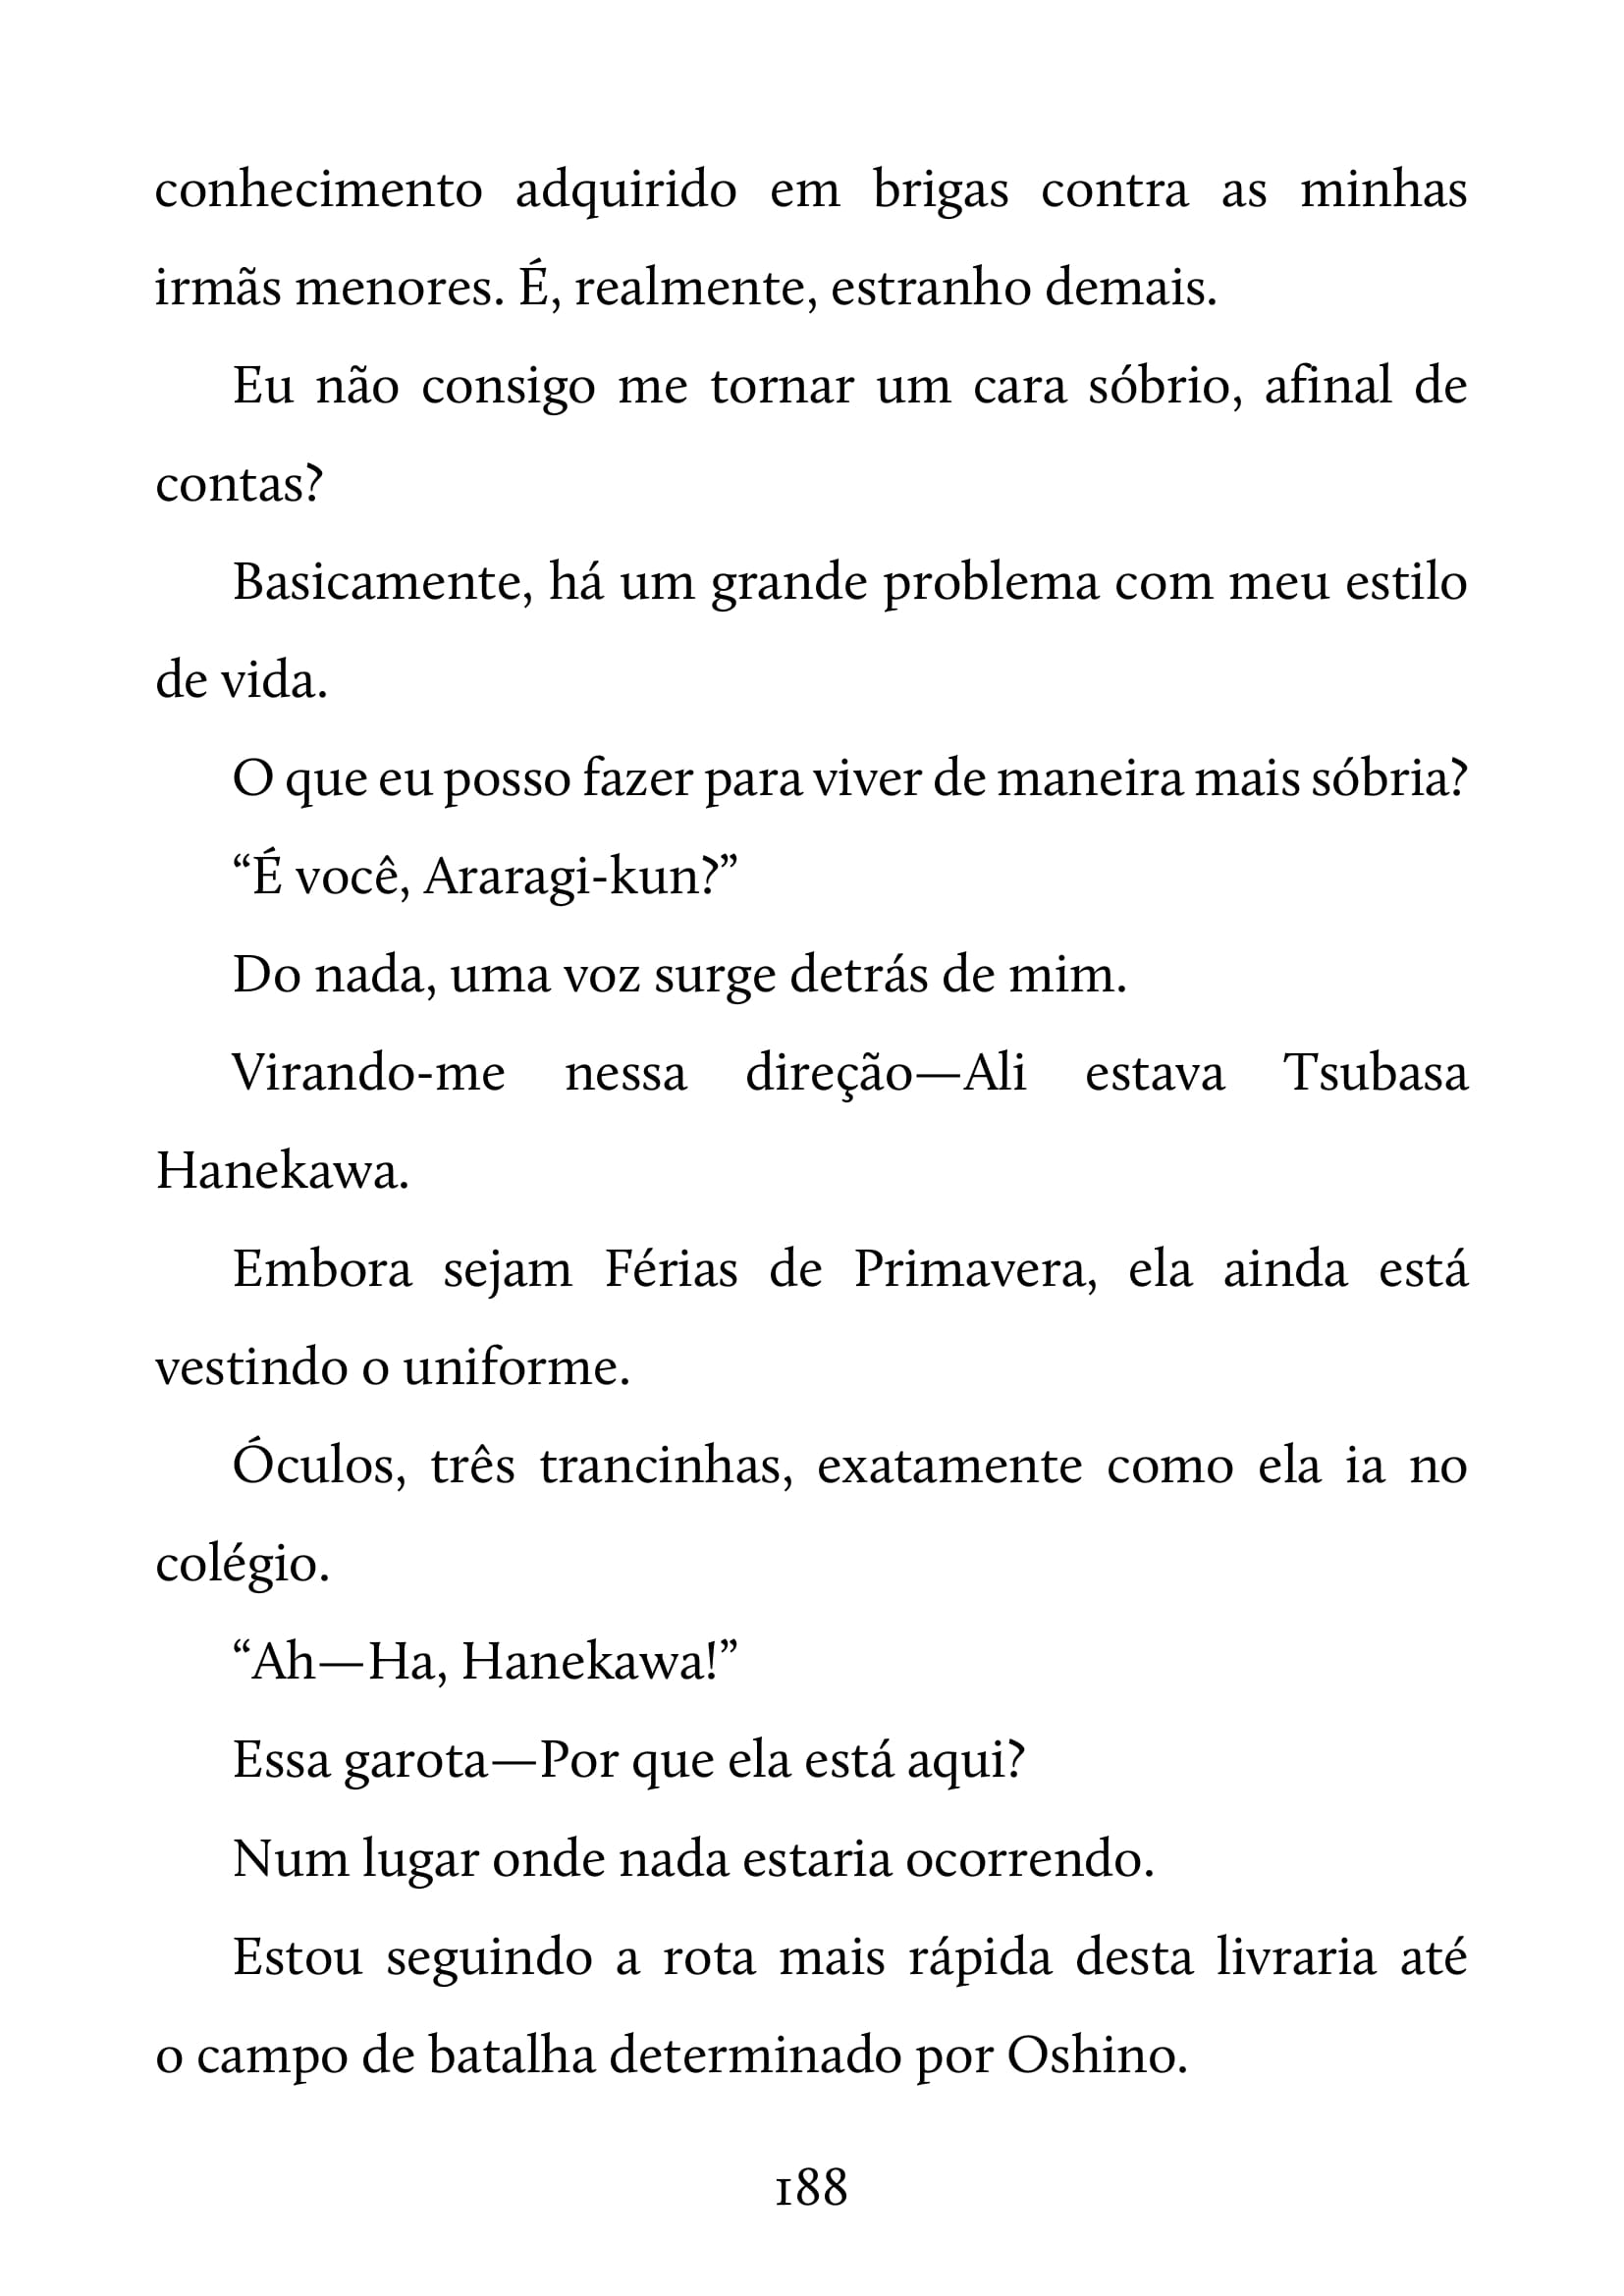 conhecimento adquirido em brigas contra as minhas
irmãs menores. É, realmente, estranho demais.
Eu não consigo me tornar um cara sóbrio, afinal de
contas?
Basicamente, há um grande problema com meu estilo
de vida.
O que eu posso fazer para viver de maneira mais sóbria?
“É você, Araragi-kun?”
Do nada, uma voz surge detrás de mim.
Virando-me nessa direção—Ali estava Tsubasa
Hanekawa.
Embora sejam Férias de Primavera, ela ainda está
vestindo o uniforme.
Óculos, três trancinhas, exatamente como ela ia no
colégio.
“Ah—Ha, Hanekawa!”
Essa garota—Por que ela está aqui?
Num lugar onde nada estaria ocorrendo.
Estou seguindo a rota mais rápida desta livraria até
o campo de batalha determinado por Oshino.
188